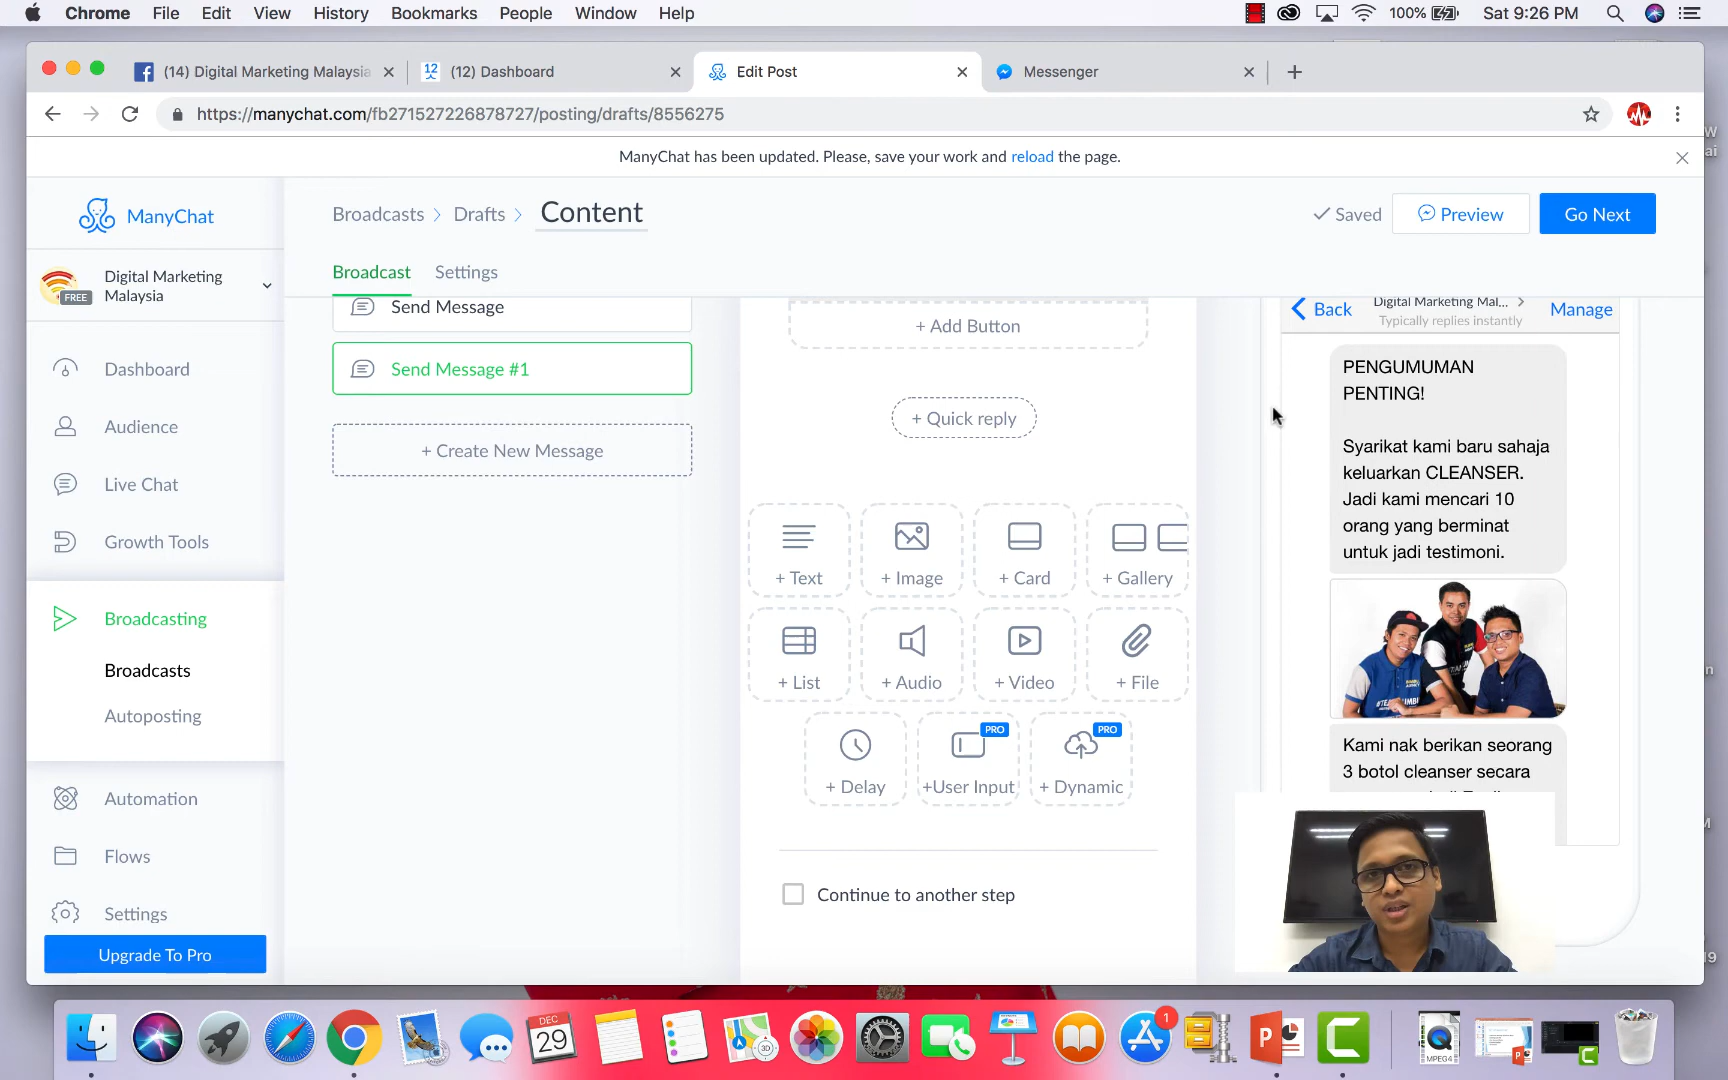 Chrome File Edit View History Bookmarks People Window Help 100% Sat 9:26 PM
(14) Digital Marketing Malaysia
12 (12) Dashboard
Edit Post
Messenger
https://manychat.com/fb271527226878727/posting/drafts/8556275
ManyChat has been updated. Please, save your work and reload the page.
ManyChat
Digital Marketing
Malaysia
FREE
Dashboard
Audience
Live Chat
Growth Tools
Broadcasting
Broadcasts
Autoposting
Automation
Flows
Settings
Upgrade To Pro
Broadcasts Drafts Content
Saved Preview Go Next
Broadcast Settings
Send Message
Send Message #1
+ Create New Message
+ Add Button
+ Quick reply
+ Text + Image + Card + Gallery
+ List + Audio + Video + File
PRO PRO
+ Delay +User Input + Dynamic
Continue to another step
Back Digital Marketing Mal... Manage
Typically replies instantly
PENGUMUMAN
PENTING!
Syarikat kami baru sahaja
keluarkan CLEANSER.
Jadi kami mencari 10
orang yang berminat
untuk jadi testimoni.
Kami nak berikan seorang
3 botol cleanser secara
DEC
29
3D
1
MPEG4